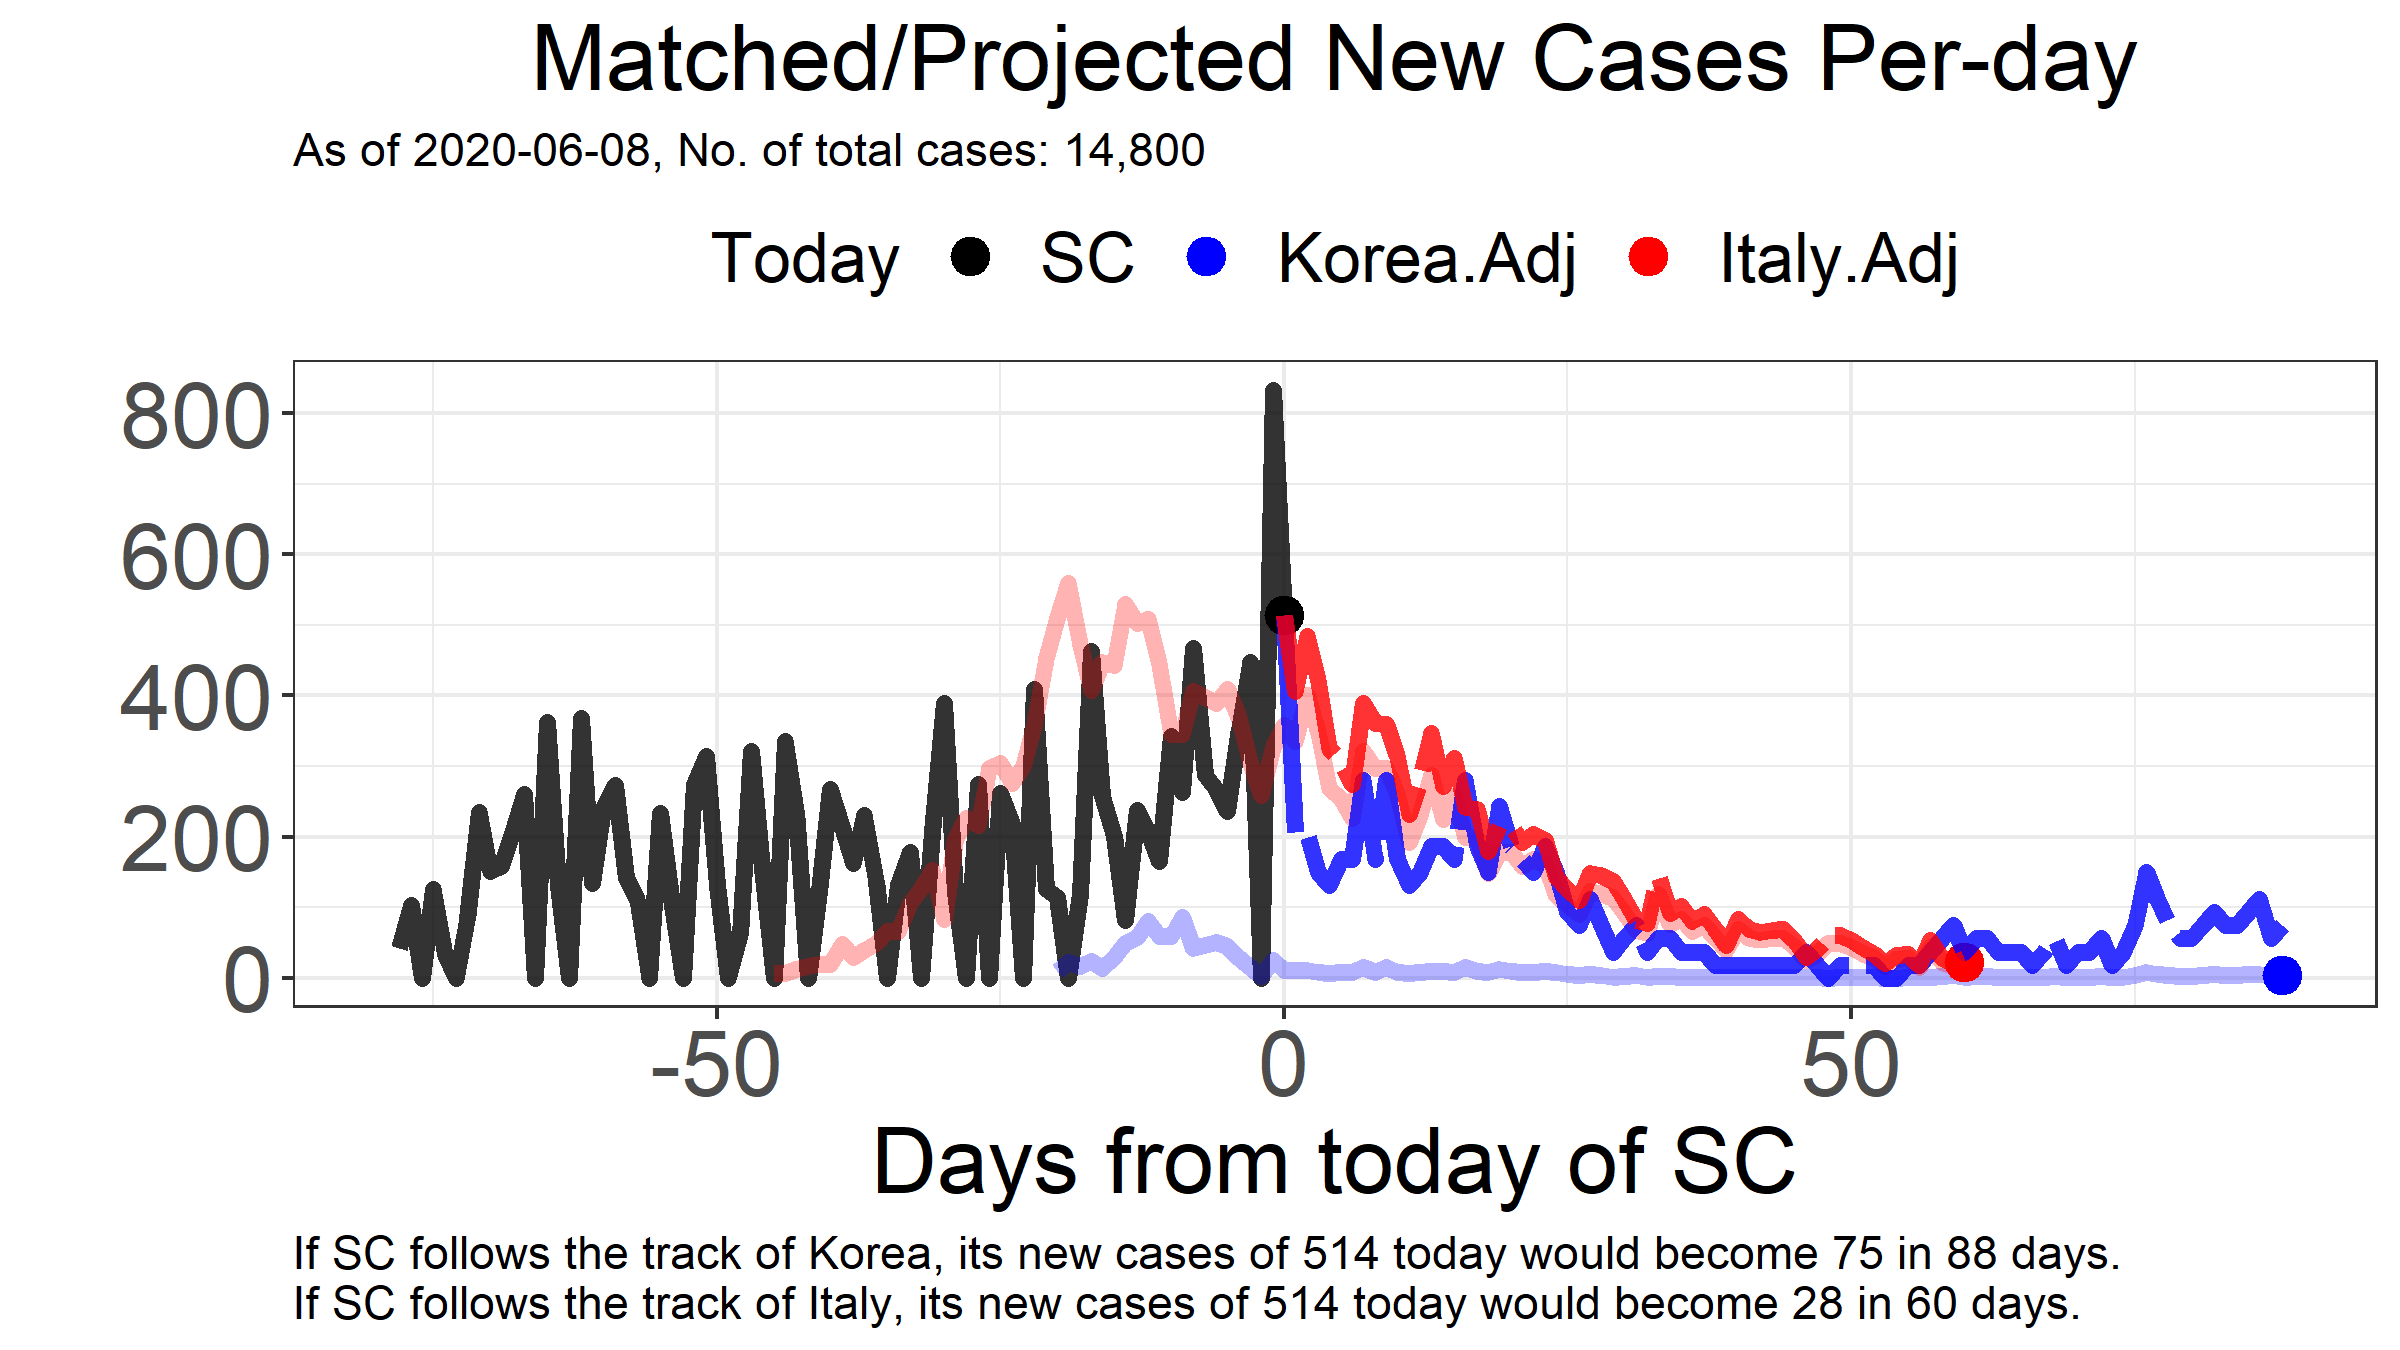 Matched/Projected New Cases Per-day
As of 2020-06-08, No. of total cases: 14,800
Today SC Korea.Adj Italy.Adj
800
600
400
200
0
-50 0 50
Days from today of SC
If SC follows the track of Korea, its new cases of 514 today would become 75 in 88 days.
If SC follows the track of Italy, its new cases of 514 today would become 28 in 60 days.